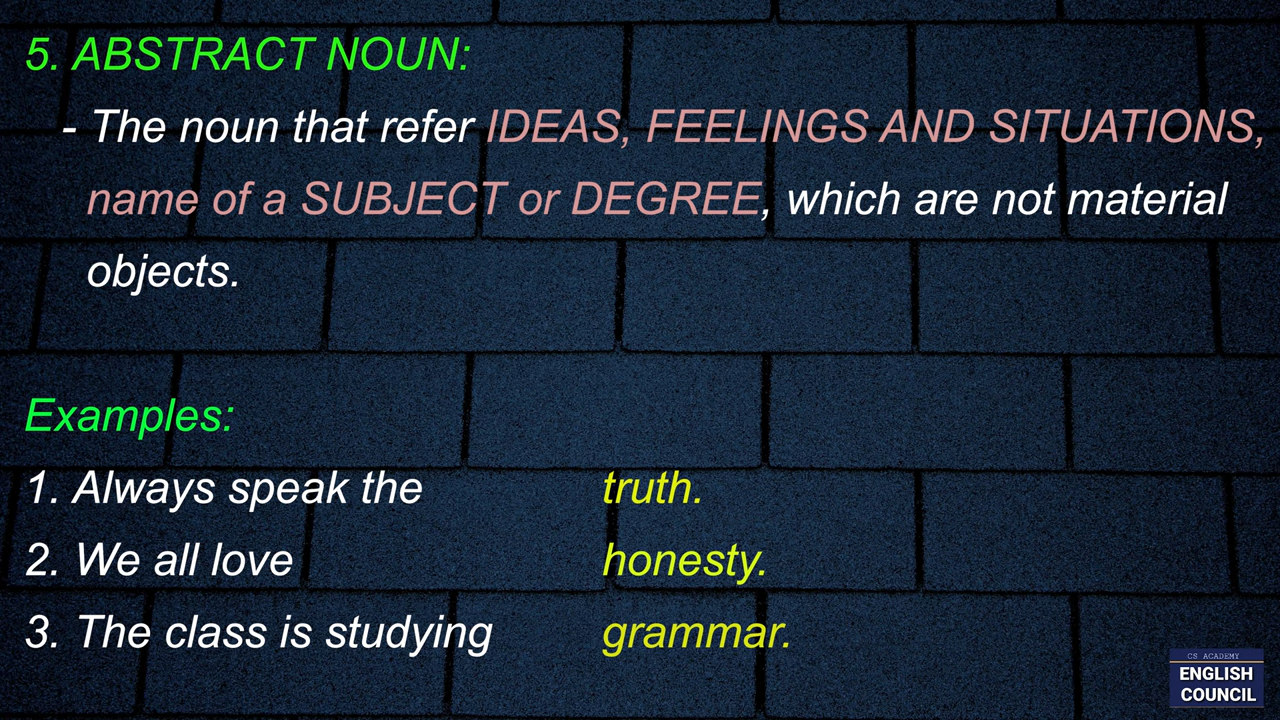 5. ABSTRACT NOUN:
- The noun that refer IDEAS, FEELINGS AND SITUATIONS,
name of a SUBJECT or DEGREE, which are not material
objects.
Examples:
1. Always speak the truth.
2. We all love honesty.
3. The class is studying grammar.
CS ACADEMY
ENGLISH
COUNCIL